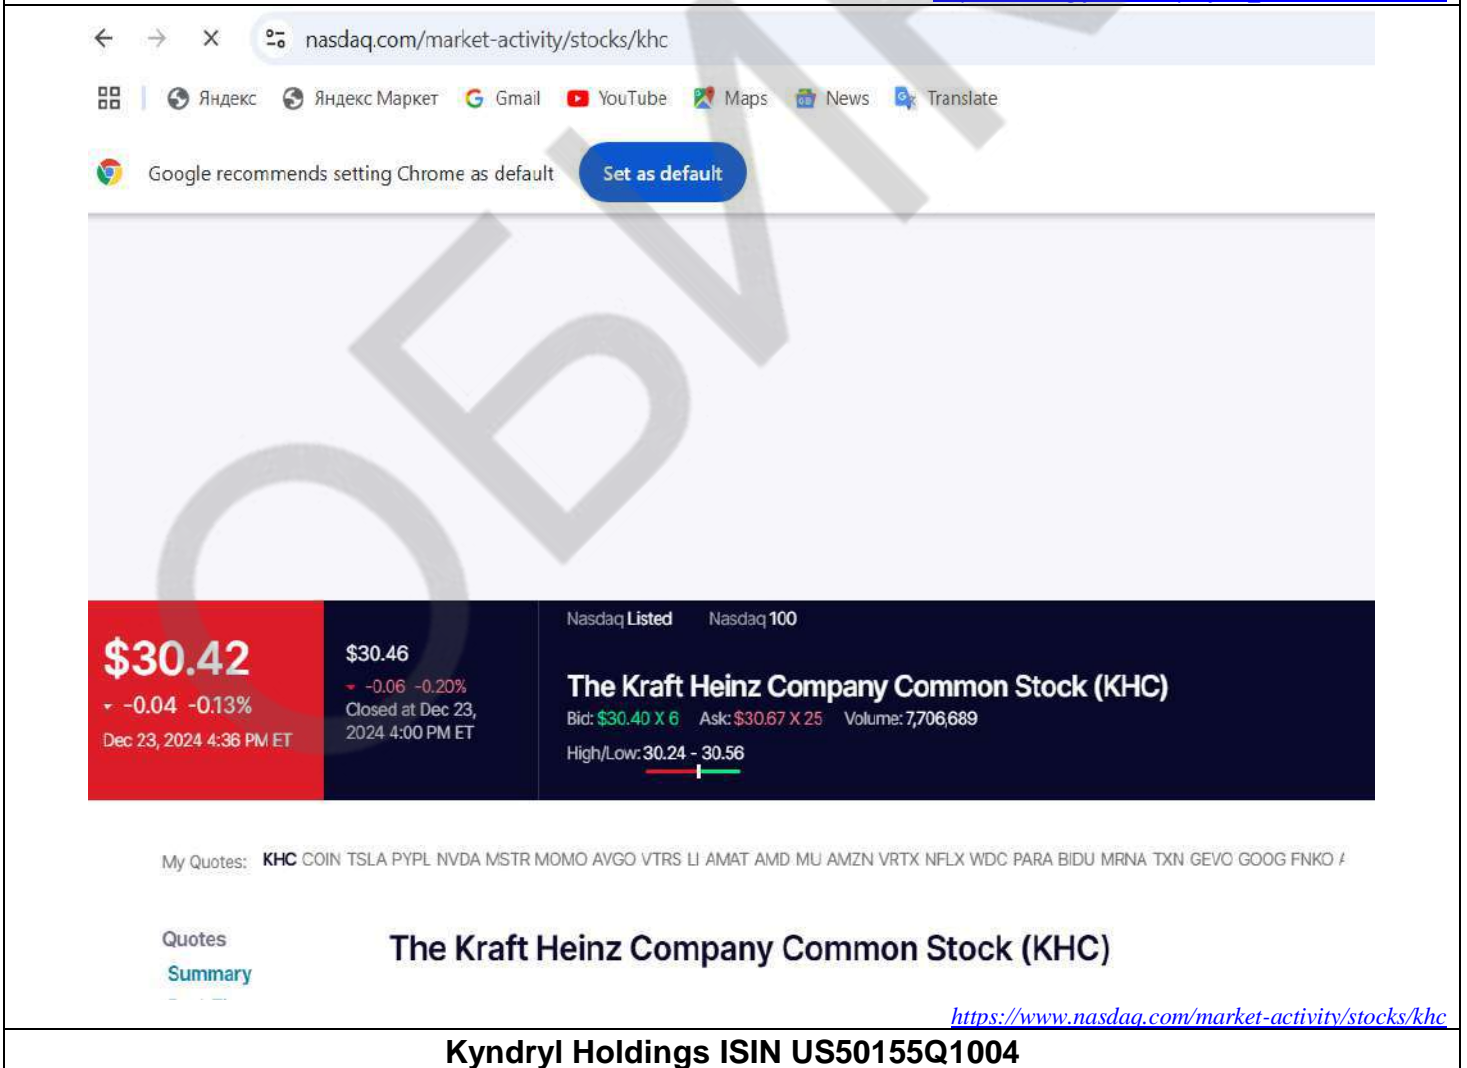 nasdaq.com/market-activity/stocks/khc
Яндекс Яндекс Маркет Gmail YouTube Maps News Translate
Google recommends setting Chrome as default Set as default
ОБИ
Nasdaq Listed Nasdaq 100
$30.42
-0.04 -0.13%
Dec 23, 2024 4:36 PM ET
$30.46
-0.06 -0.20%
Closed at Dec 23,
2024 4:00 PM ET
The Kraft Heinz Company Common Stock (KHC)
Bid: $30.40 X 6 Ask: $30.67 X 25 Volume: 7,706,689
High/Low: 30.24 - 30.56
My Quotes: KHC COIN TSLA PYPL NVDA MSTR MOMO AVGO VTRS LI AMAT AMD MU AMZN VRTX NFLX WDC PARA BIDU MRNA TXN GEVO GOOG FNKO
Quotes
Summary
The Kraft Heinz Company Common Stock (KHC)
https://www.nasdaq.com/market-activity/stocks/khc
Kyndryl Holdings ISIN US50155Q1004